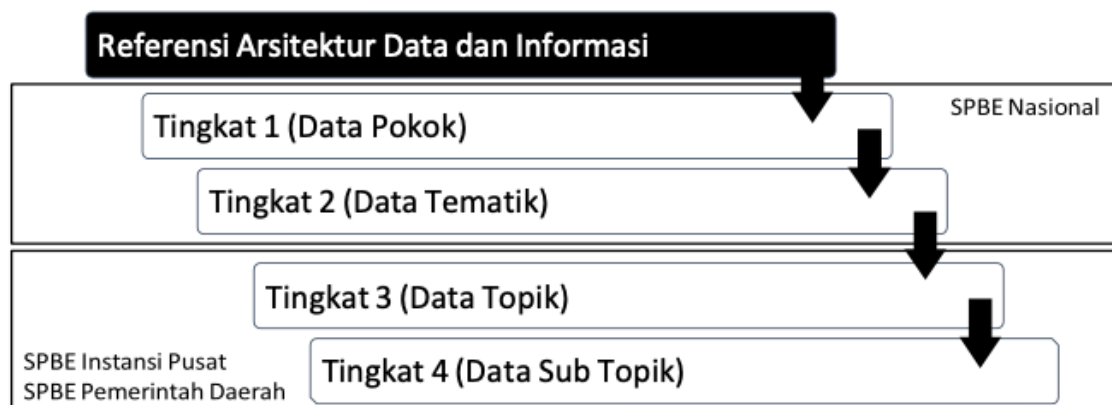 Referensi Arsitektur Data dan Informasi
SPBE Nasional
Tingkat 1 (Data Pokok)
Tingkat 2 (Data Tematik)
Tingkat 3 (Data Topik)
SPBE Instansi Pusat
SPBE Pemerintah Daerah
Tingkat 4 (Data Sub Topik)